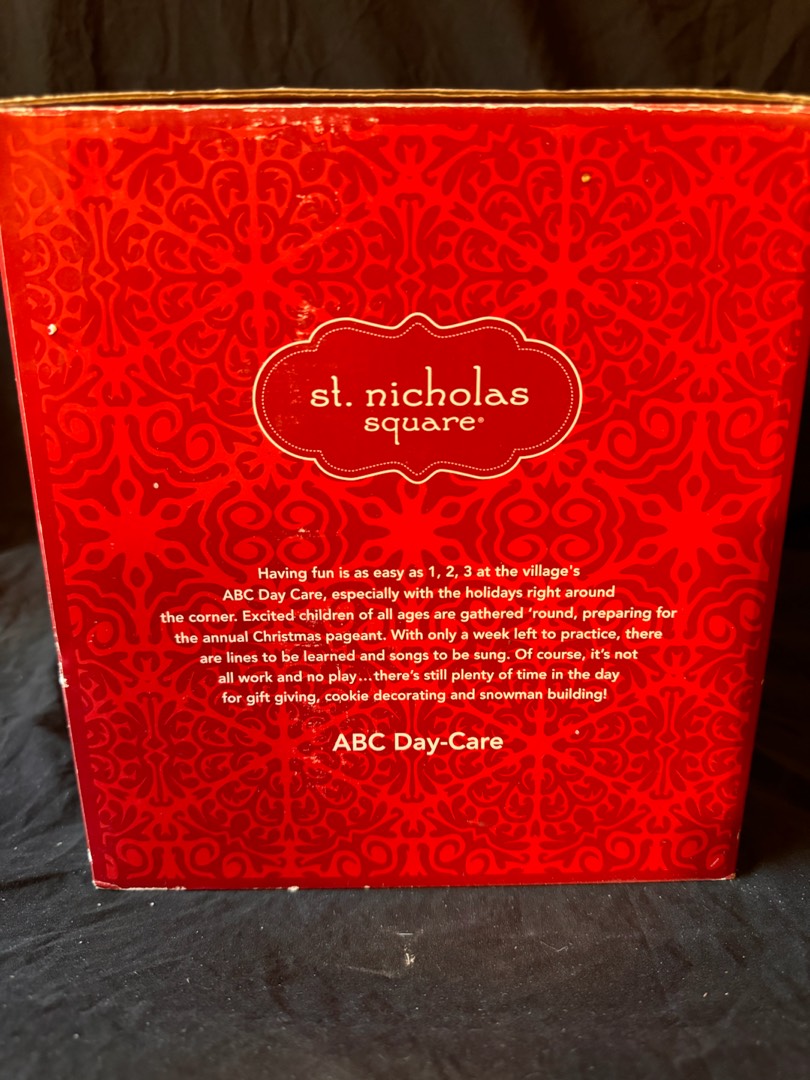 st. nicholas
square®
Having fun is as easy as 1, 2, 3 at the village's
ABC Day Care, especially with the holidays right around
the corner. Excited children of all ages are gathered ‘round, preparing for
the annual Christmas pageant. With only a week left to practice, there
are lines to be learned and songs to be sung. Of course, it’s not
all work and no play...there’s still plenty of time in the day
for gift giving, cookie decorating and snowman building!
ABC Day-Care